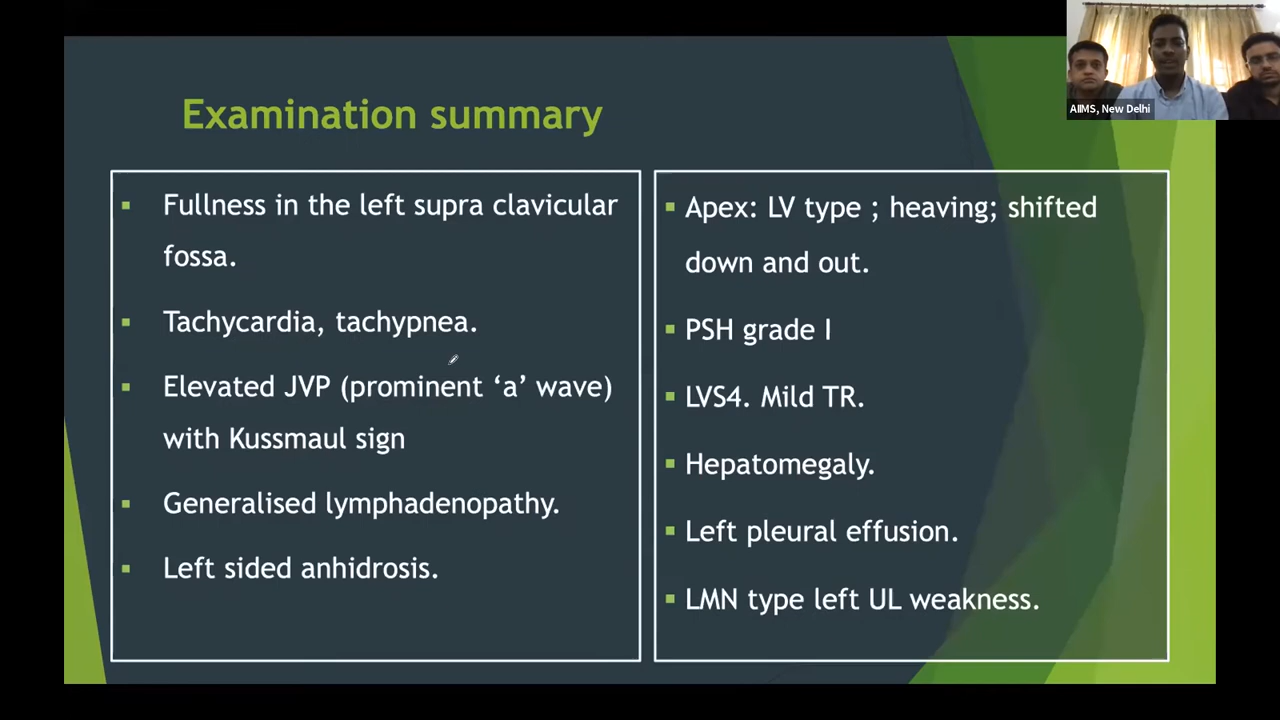 Examination summary
Fullness in the left supra clavicular
fossa.
Tachycardia, tachypnea.
Elevated JVP (prominent ‘a’ wave)
with Kussmaul sign
Generalised lymphadenopathy.
Left sided anhidrosis.
Apex: LV type ; heaving; shifted
down and out.
PSH grade I
LVS4. Mild TR.
Hepatomegaly.
Left pleural effusion.
LMN type left UL weakness.
AIIMS, New Delhi